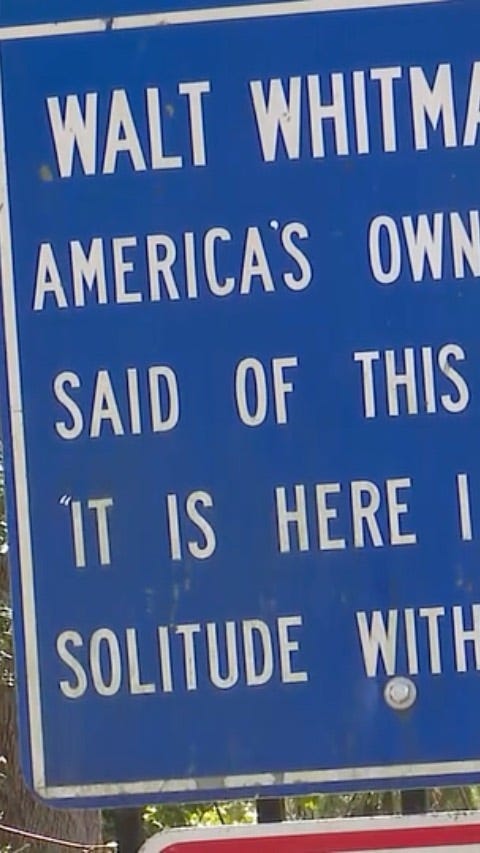 WALT WHITMA
AMERICA'S OWN
SAID OF THIS
"IT IS HERE I
SOLITUDE WITH